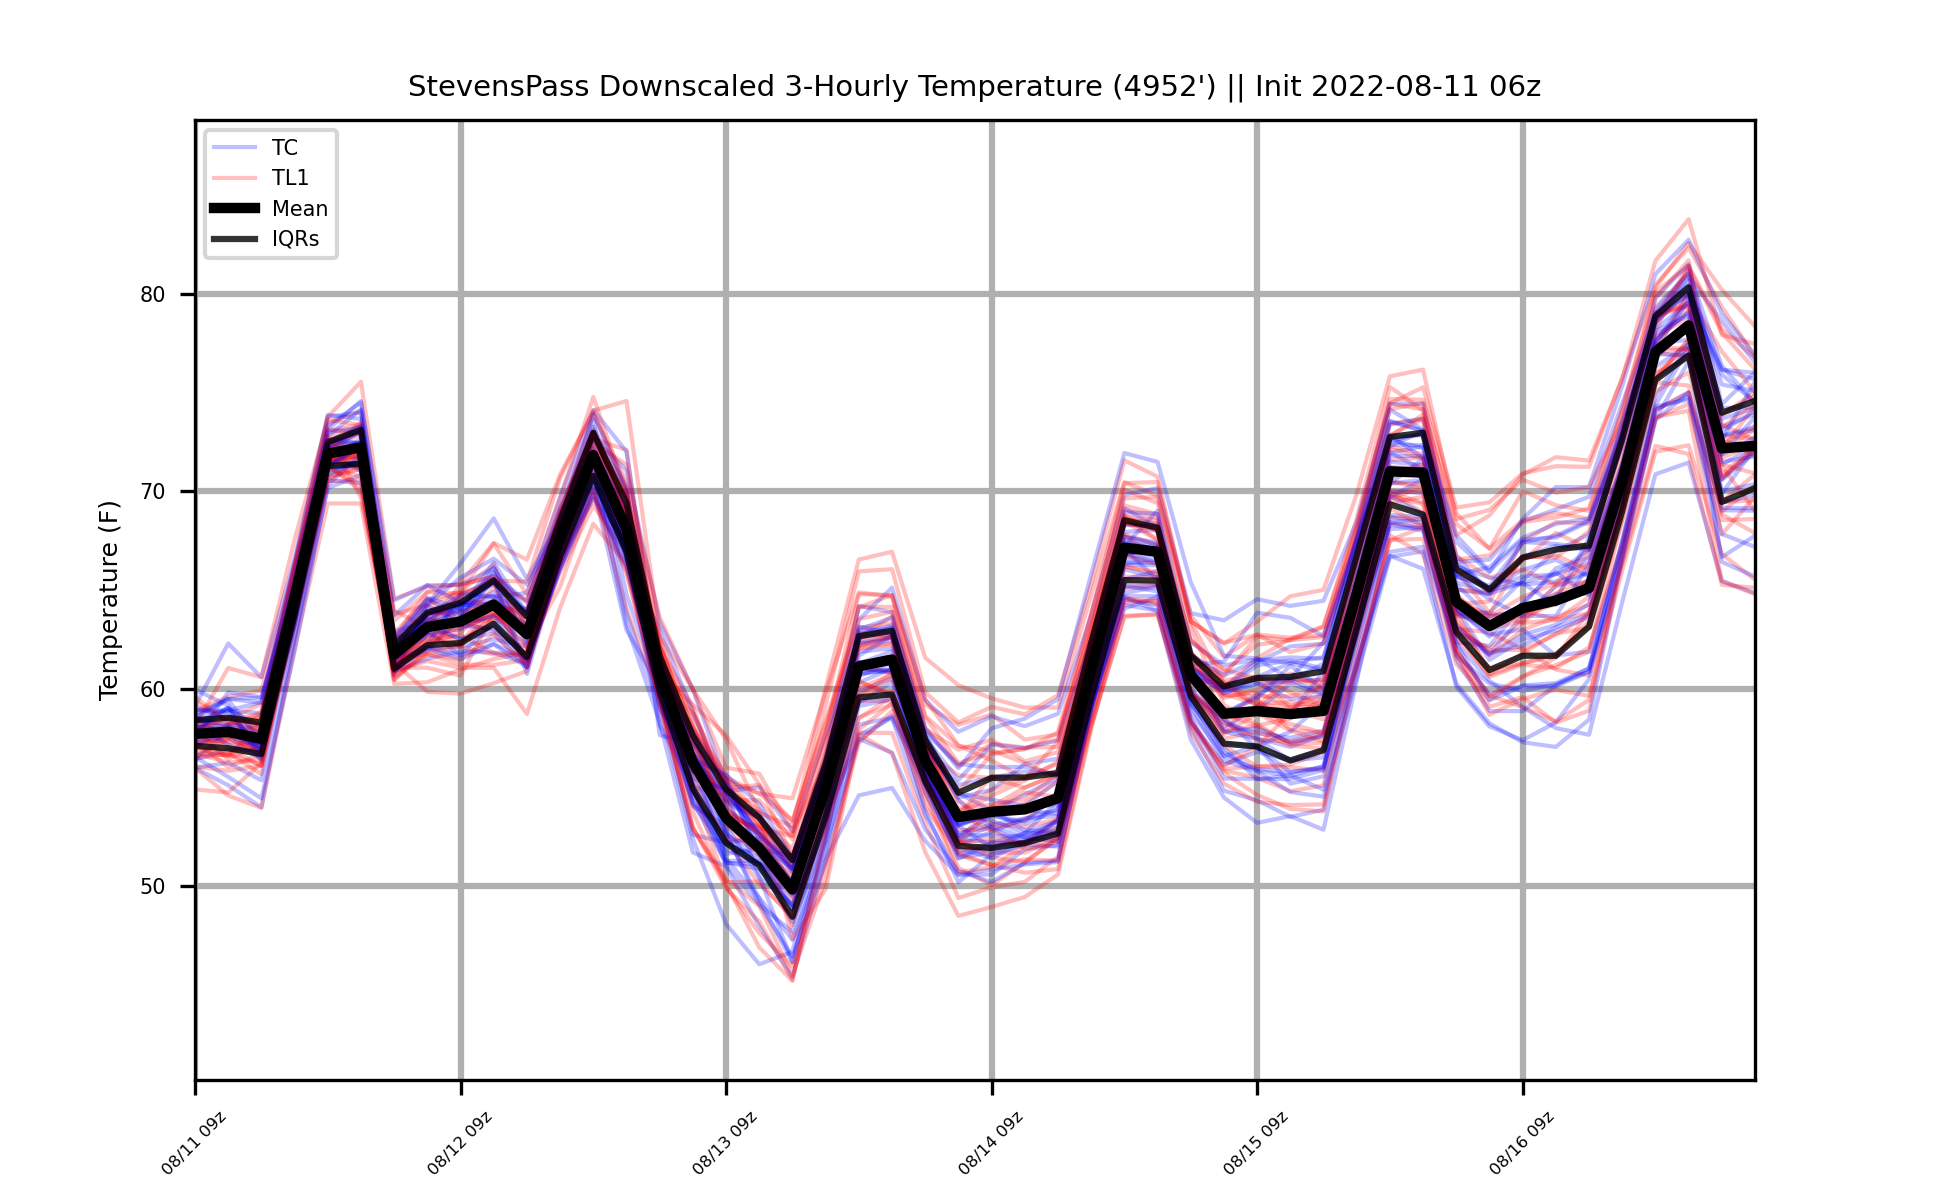 StevensPass Downscaled 3-Hourly Temperature (4952') || Init 2022-08-11 06z
TC
TL1
Mean
IQRs
80
70
60
50
Temperature (F)
08/11 09z
08/12 09z
08/13 09z
08/14 09z
08/15 09z
08/16 09z